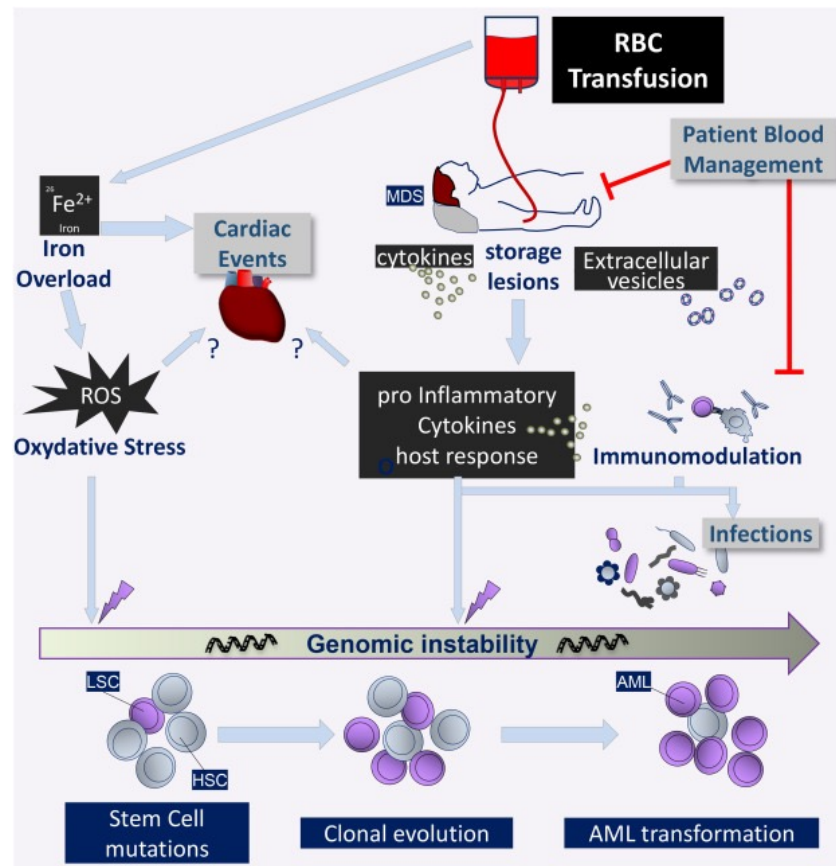 RBC
Transfusion
Patient Blood
Management
26
Fe2+
Iron
Iron
Overload
Cardiac
Events
MDS
cytokines
storage
lesions
Extracellular
vesicles
?
?
ROS
Oxydative Stress
pro Inflammatory
Cytokines
host response
Immunomodulation
Infections
Genomic instability
LSC
HSC
AML
Stem Cell
mutations
Clonal evolution
AML transformation